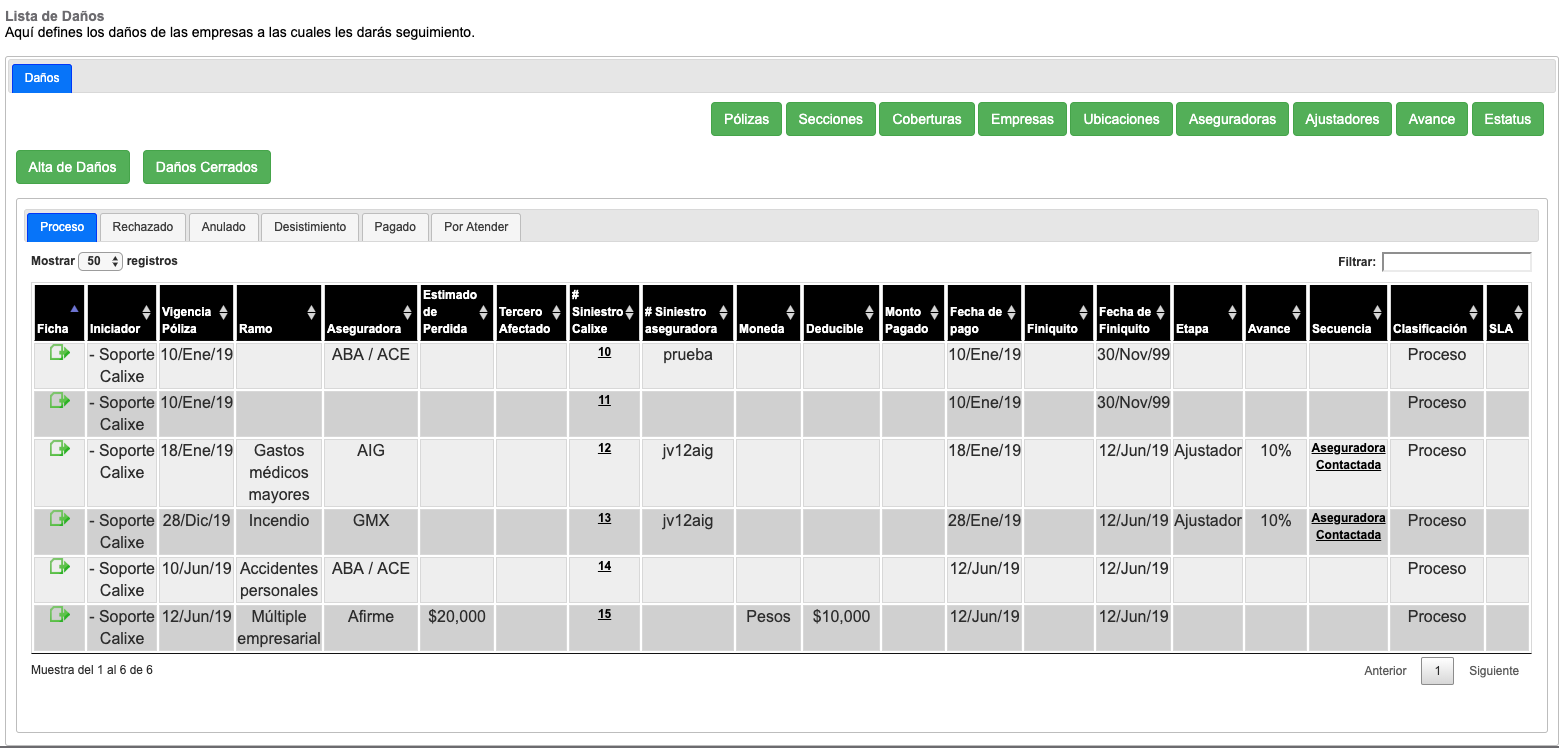 Lista de Daños
Aquí defines los daños de las empresas a las cuales les darás seguimiento.
Daños
Pólizas Secciones Coberturas Empresas Ubicaciones Aseguradoras Ajustadores Avance Estatus
Alta de Daños Daños Cerrados
Proceso Rechazado Anulado Desistimiento Pagado Por Atender
Mostrar 50 registros Filtrar:
Ficha Iniciador Vigencia Póliza Ramo Aseguradora Estimado de Perdida Tercero Afectado # Siniestro Calixe # Siniestro aseguradora Moneda Deducible Monto Pagado Fecha de pago Finiquito Fecha de Finiquito Etapa Avance Secuencia Clasificación SLA
- Soporte 10/Ene/19 ABA / ACE 10 prueba 10/Ene/19 30/Nov/99 Proceso
Calixe
- Soporte 10/Ene/19 11 10/Ene/19 30/Nov/99 Proceso
Calixe
- Soporte 18/Ene/19 Gastos AIG 12 jv12aig 18/Ene/19 12/Jun/19 Ajustador 10% Aseguradora Proceso
Calixe médicos Contactada
mayores
- Soporte 28/Dic/19 Incendio GMX 13 jv12aig 28/Ene/19 12/Jun/19 Ajustador 10% Aseguradora Proceso
Calixe Contactada
- Soporte 10/Jun/19 Accidentes ABA / ACE 14 12/Jun/19 12/Jun/19 Proceso
Calixe personales
- Soporte 12/Jun/19 Múltiple Afirme $20,000 15 Pesos $10,000 12/Jun/19 12/Jun/19 Proceso
Calixe empresarial
Muestra del 1 al 6 de 6 Anterior 1 Siguiente